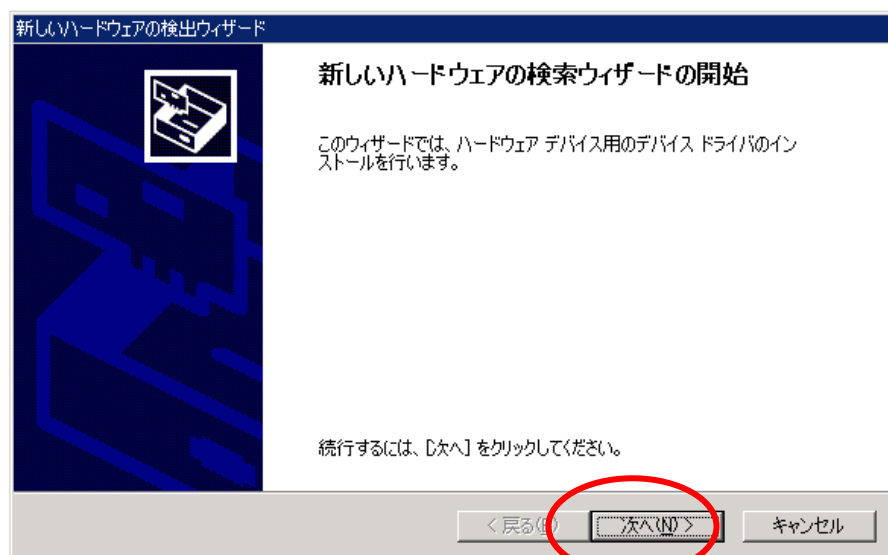 新しいハードウェアの検出ウィザード
新しいハードウェアの検索ウィザードの開始
このウィザードでは、ハードウェア デバイス用のデバイス ドライバのイン
ストールを行います。
続行するには、[次へ] をクリックしてください。
< 戻る(B) 次へ(N) > キャンセル